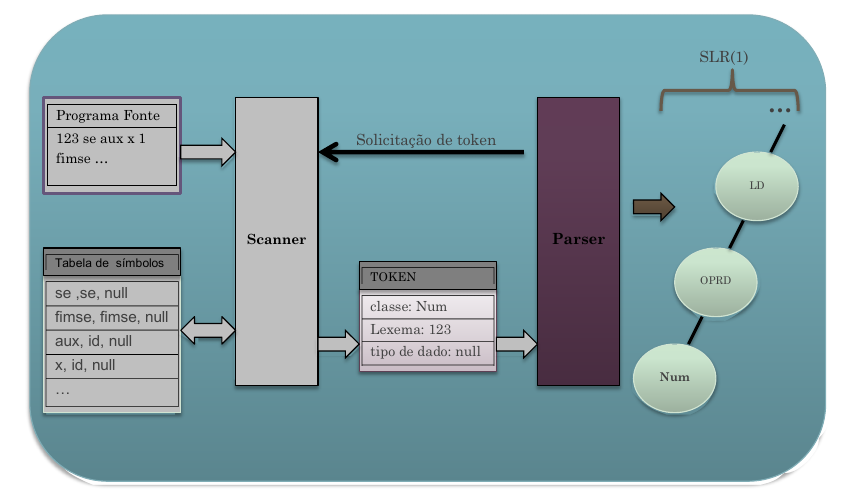 SLR(1)
...
Programa Fonte
123 se aux x 1
fimse ...
Solicitação de token
Scanner
Parser
LD
OPRD
Num
Tabela de símbolos
se ,se, null
fimse, fimse, null
aux, id, null
x, id, null
...
TOKEN
classe: Num
Lexema: 123
tipo de dado: null